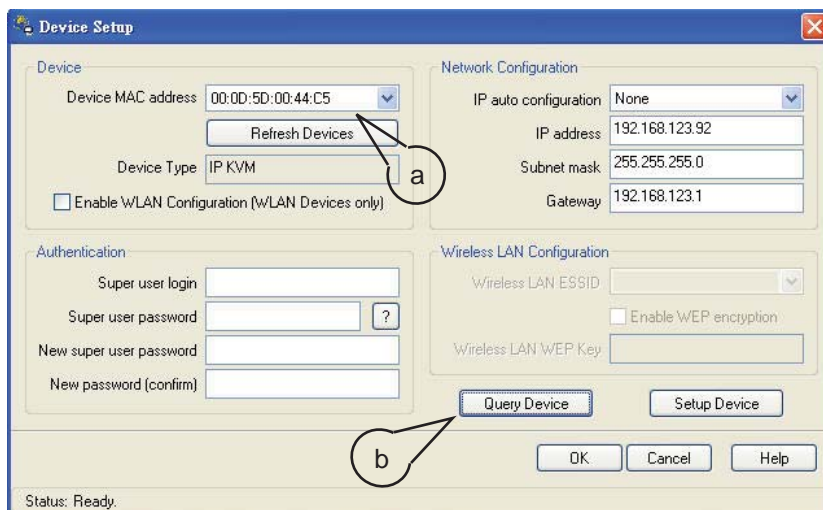 Device Setup
Device
Device MAC address 00:0D:5D:00:44:C5
Refresh Devices
a
Device Type IP KVM
Enable WLAN Configuration (WLAN Devices only)
Network Configuration
IP auto configuration None
IP address 192.168.123.92
Subnet mask 255.255.255.0
Gateway 192.168.123.1
Authentication
Super user login
Super user password ?
New super user password
New password (confirm)
Wireless LAN Configuration
Wireless LAN ESSID
Enable WEP encryption
Wireless LAN WEP Key
Query Device Setup Device
b
OK Cancel Help
Status: Ready.